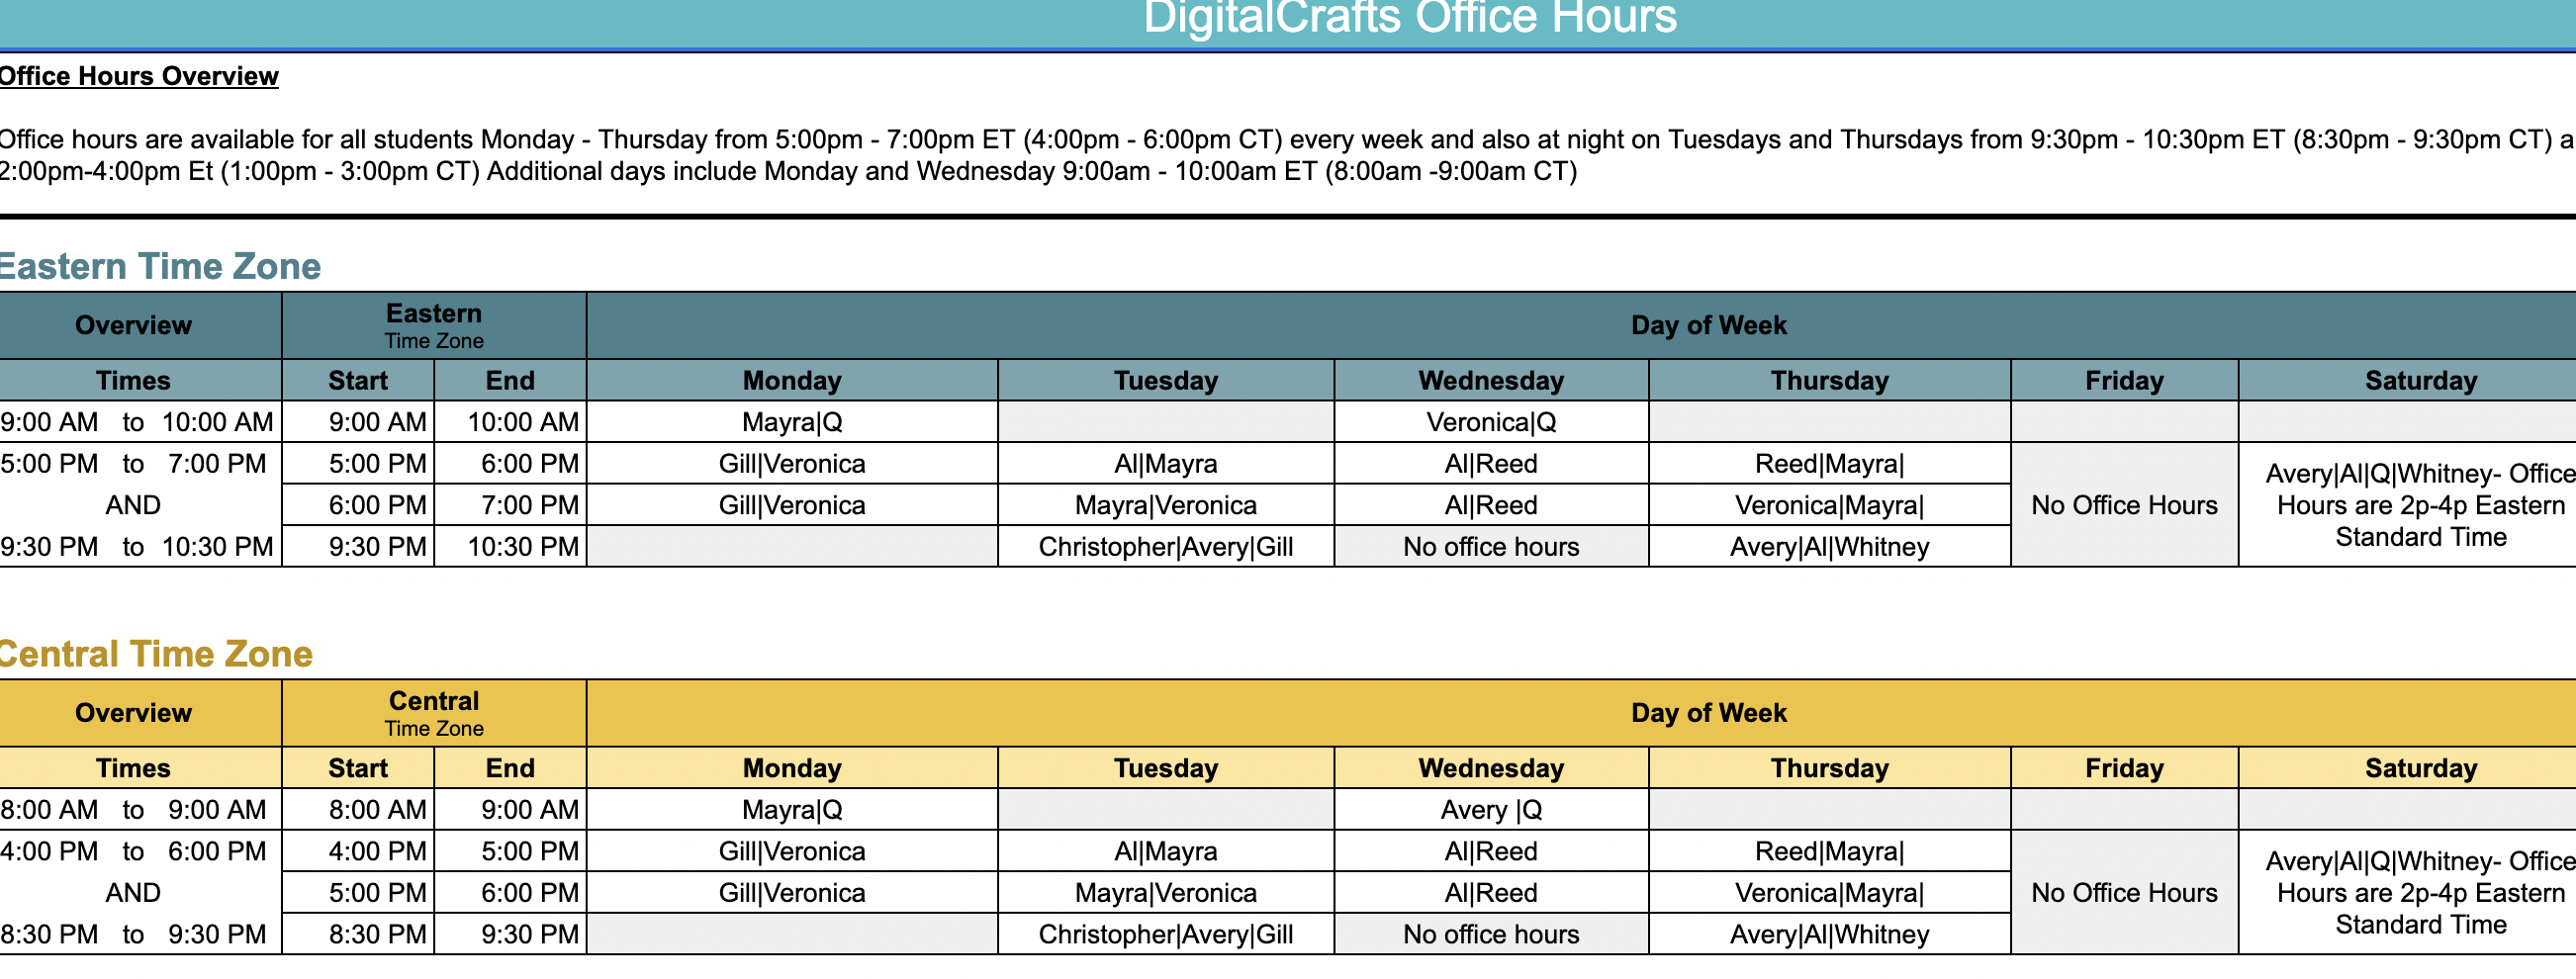 DigitalCrafts Office Hours
Office Hours Overview
Office hours are available for all students Monday - Thursday from 5:00pm - 7:00pm ET (4:00pm - 6:00pm CT) every week and also at night on Tuesdays and Thursdays from 9:30pm - 10:30pm ET (8:30pm - 9:30pm CT) a
2:00pm-4:00pm Et (1:00pm - 3:00pm CT) Additional days include Monday and Wednesday 9:00am - 10:00am ET (8:00am -9:00am CT)
Eastern Time Zone
Overview Eastern Time Zone Day of Week
Times Start End Monday Tuesday Wednesday Thursday Friday Saturday
9:00 AM to 10:00 AM 9:00 AM 10:00 AM Mayra|Q Veronica|Q
5:00 PM to 7:00 PM 5:00 PM 6:00 PM Gill|Veronica Al|Mayra Al|Reed Reed|Mayra|
AND 6:00 PM 7:00 PM Gill|Veronica Mayra|Veronica Al|Reed Veronica|Mayra| No Office Hours
9:30 PM to 10:30 PM 9:30 PM 10:30 PM Christopher|Avery|Gill No office hours Avery|Al|Whitney
Avery|Al|Q|Whitney- Office
Hours are 2p-4p Eastern
Standard Time
Central Time Zone
Overview Central Time Zone Day of Week
Times Start End Monday Tuesday Wednesday Thursday Friday Saturday
8:00 AM to 9:00 AM 8:00 AM 9:00 AM Mayra|Q Avery |Q
4:00 PM to 6:00 PM 4:00 PM 5:00 PM Gill|Veronica Al|Mayra Al|Reed Reed|Mayra|
AND 5:00 PM 6:00 PM Gill|Veronica Mayra|Veronica Al|Reed Veronica|Mayra| No Office Hours
8:30 PM to 9:30 PM 8:30 PM 9:30 PM Christopher|Avery|Gill No office hours Avery|Al|Whitney
Avery|Al|Q|Whitney- Office
Hours are 2p-4p Eastern
Standard Time